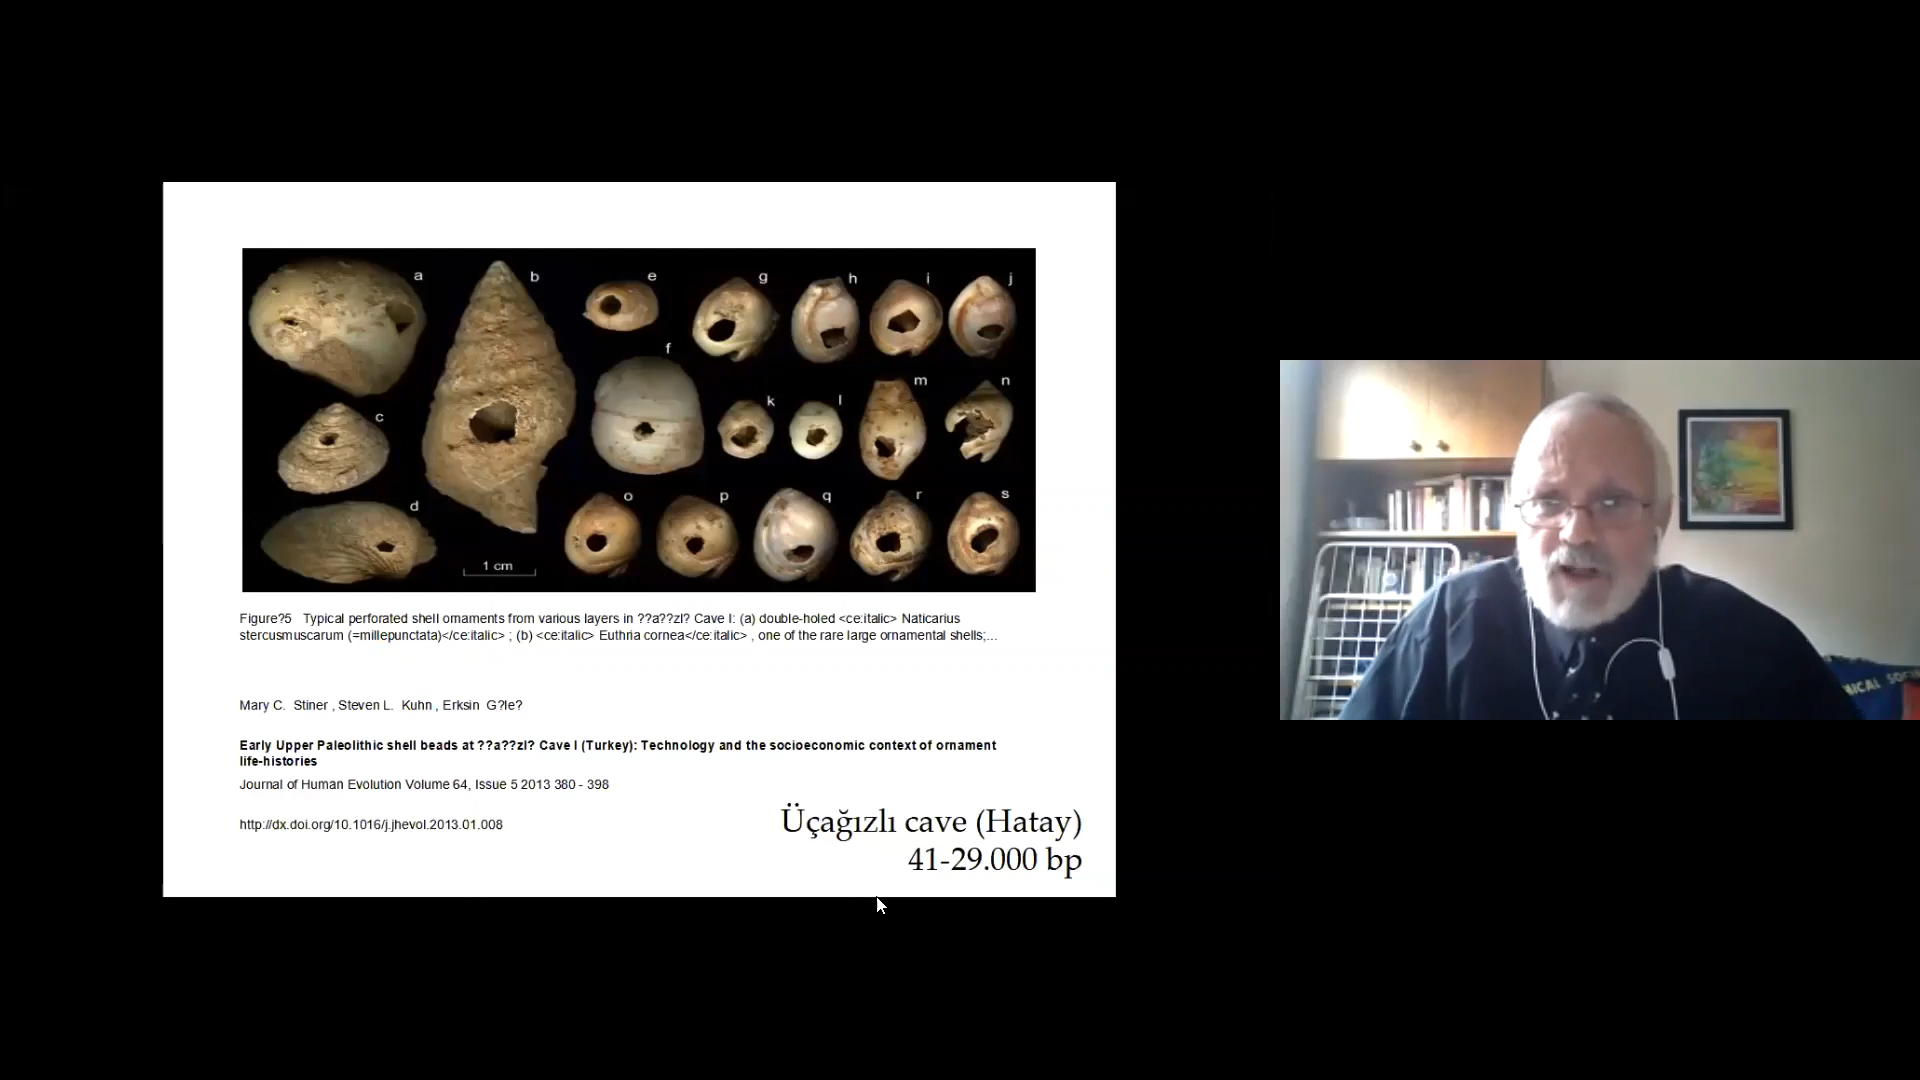 a
b
c
d
e
f
g
h
i
j
k
l
m
n
o
p
q
r
s
1 cm
Figure?5 Typical perforated shell ornaments from various layers in ??a??zl? Cave I: (a) double-holed <ce:italic> Naticarius
stercusmuscarum (=millepunctata)</ce:italic> ; (b) <ce:italic> Euthria cornea</ce:italic> , one of the rare large ornamental shells;...
Mary C. Stiner , Steven L. Kuhn , Erksin G?le?
Early Upper Paleolithic shell beads at ??a??zl? Cave I (Turkey): Technology and the socioeconomic context of ornament
life-histories
Journal of Human Evolution Volume 64, Issue 5 2013 380 - 398
http://dx.doi.org/10.1016/j.jhevol.2013.01.008
Üçağızlı cave (Hatay)
41-29.000 bp